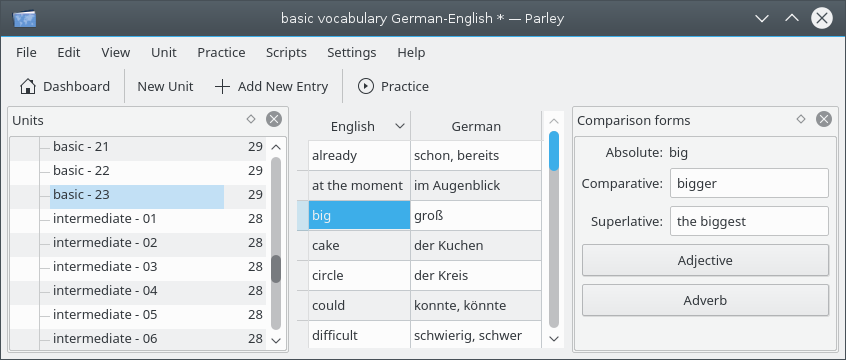 basic vocabulary German-English * — Parley
File Edit View Unit Practice Scripts Settings Help
Dashboard New Unit Add New Entry Practice
Units
basic - 21 29
basic - 22 29
basic - 23 29
intermediate - 01 28
intermediate - 02 28
intermediate - 03 28
intermediate - 04 28
intermediate - 05 28
intermediate - 06 28
English German
already schon, bereits
at the moment im Augenblick
big groß
cake der Kuchen
circle der Kreis
could konnte, könnte
difficult schwierig, schwer
Comparison forms
Absolute: big
Comparative: bigger
Superlative: the biggest
Adjective
Adverb